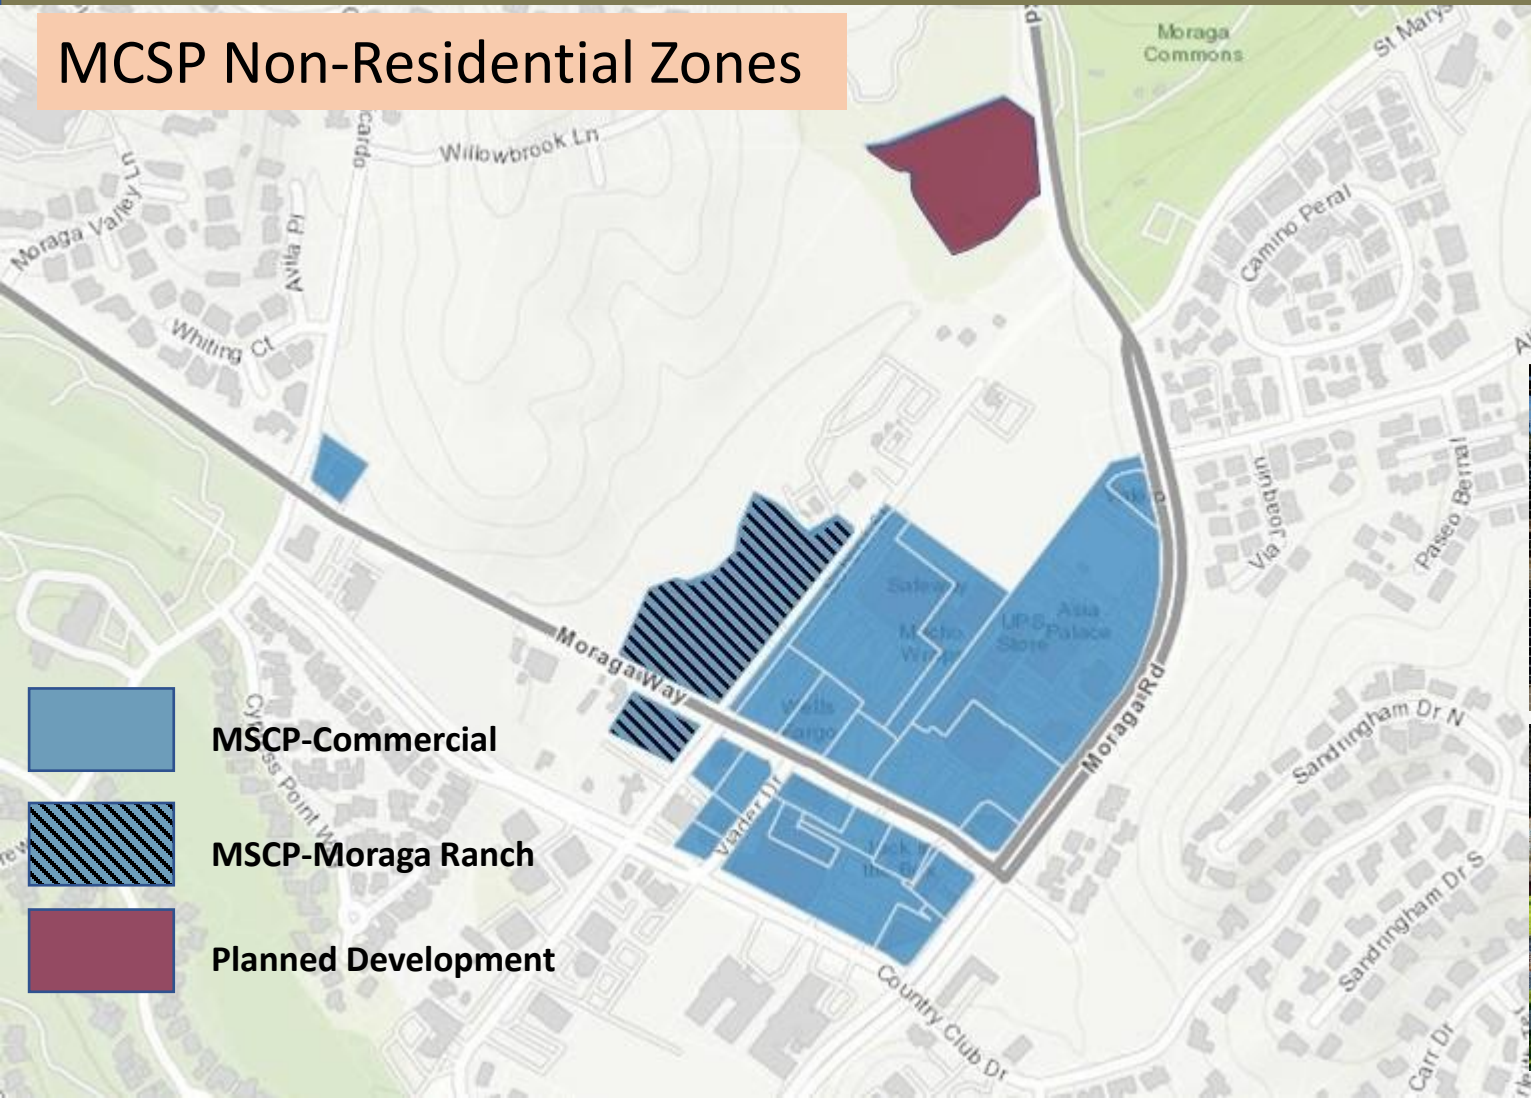 MCSP Non-Residential Zones
Moraga
Commons
St Marys
Willowbrook Ln
Moraga Valley Ln
Avila Pl
Camino Peral
Whiting Ct
Via Joaquin
Paseo Bernal
Safeway
UPS
Store
Asia
Palace
Moraga Way
Wells
Fargo
Moraga Rd
Sandringham Dr N
MSCP-Commercial
Viader Dr
MSCP-Moraga Ranch
Sandringham Dr S
Planned Development
Country Club Dr
Carr Dr